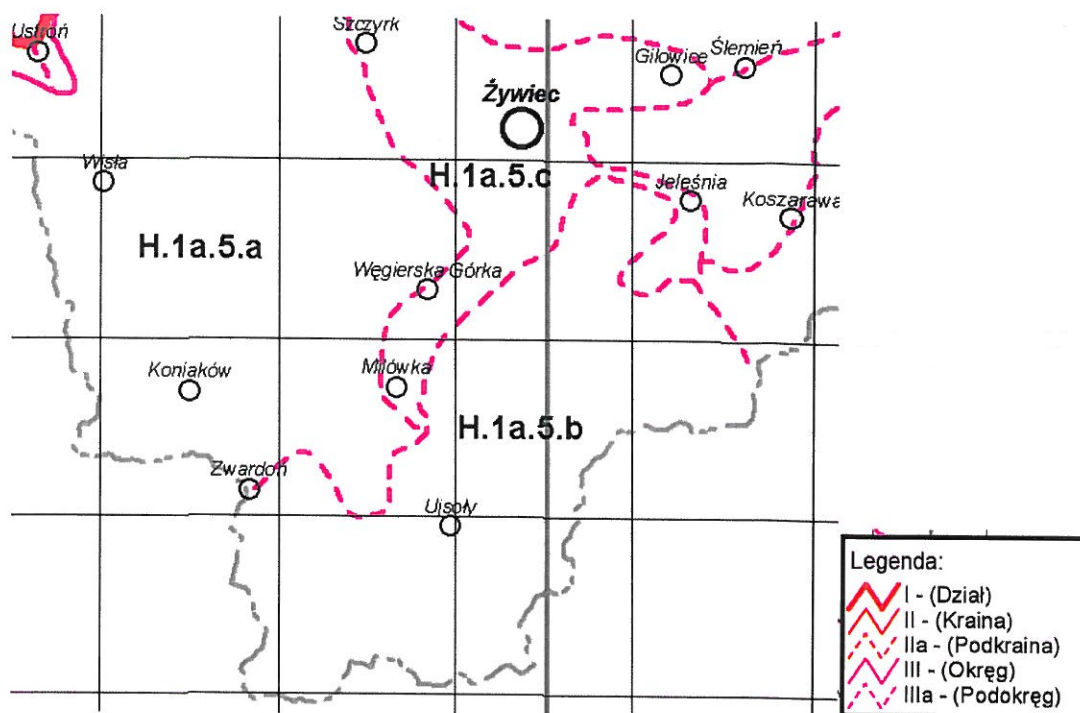 Ustroń
Szczyrk
Gilowice
Ślemień
Żywiec
Wisła
H.1a.5.c
Jeleśnia
Koszarawa
H.1a.5.a
Węgierska Górka
Koniaków
Milówka
H.1a.5.b
Zwardoń
Ujsoły
Legenda:
I - (Dział)
II - (Kraina)
IIa - (Podkraina)
III - (Okręg)
IIIa - (Podokręg)